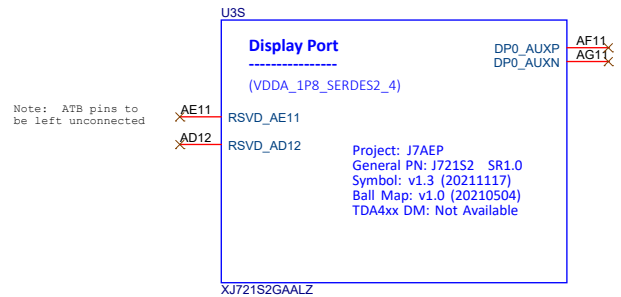 U3S
Display Port
----------------
(VDDA_1P8_SERDES2_4)
DP0_AUXP AF11
DP0_AUXN AG11
Note: ATB pins to
be left unconnected
AE11 RSVD_AE11
AD12 RSVD_AD12
Project: J7AEP
General PN: J721S2 SR1.0
Symbol: v1.3 (20211117)
Ball Map: v1.0 (20210504)
TDA4xx DM: Not Available
XJ721S2GAALZ